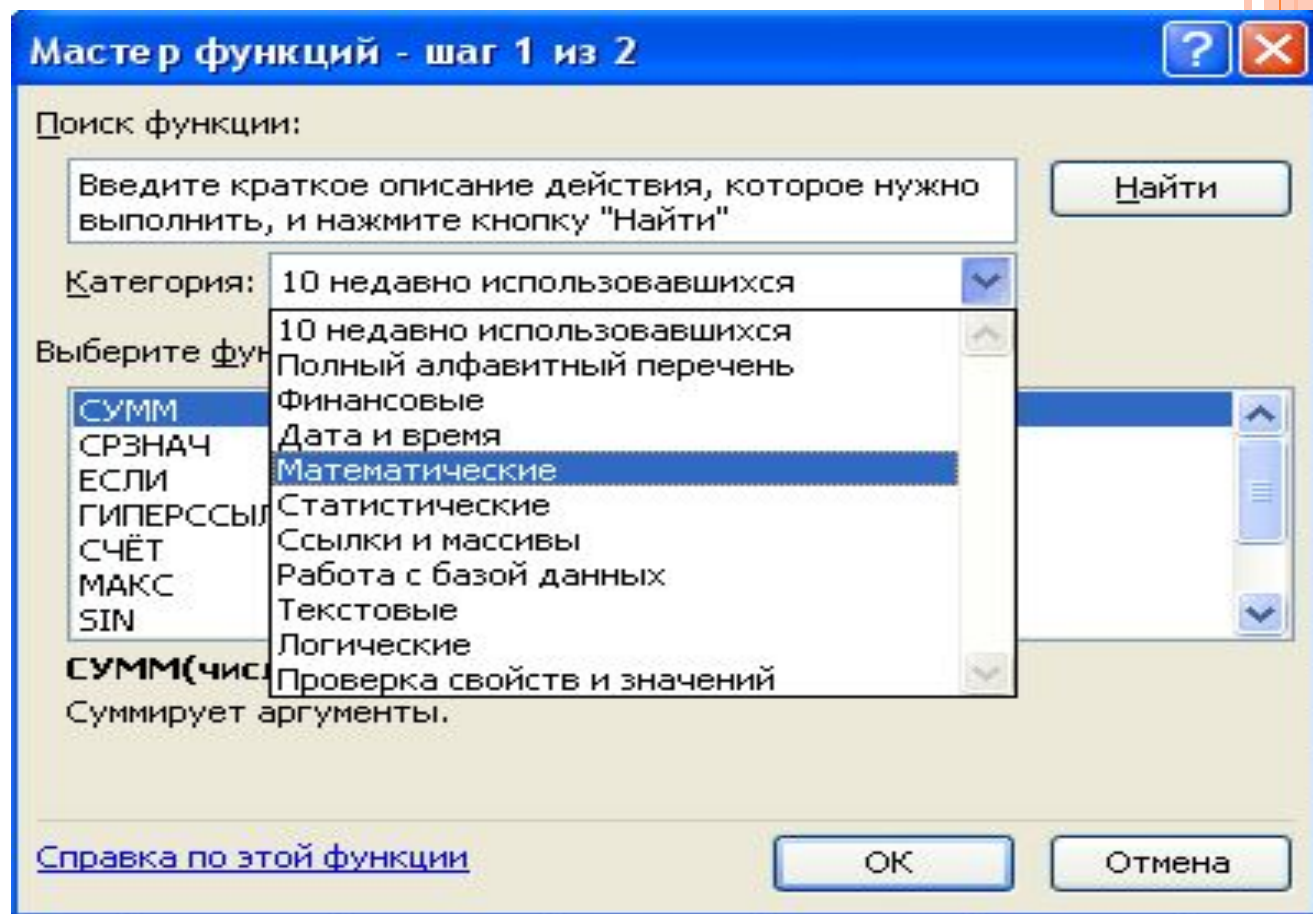 Мастер функций - шаг 1 из 2
Поиск функции:
Введите краткое описание действия, которое нужно
выполнить, и нажмите кнопку "Найти"
Найти
Категория:
10 недавно использовавшихся
10 недавно использовавшихся
Полный алфавитный перечень
Финансовые
Дата и время
Математические
Статистические
Ссылки и массивы
Работа с базой данных
Текстовые
Логические
Проверка свойств и значений
Выберите фун
СУММ
СРЗНАЧ
ЕСЛИ
ГИПЕРССЫЛ
СЧЁТ
МАКС
SIN
СУММ(числ
Суммирует аргументы.
Справка по этой функции
ОК
Отмена